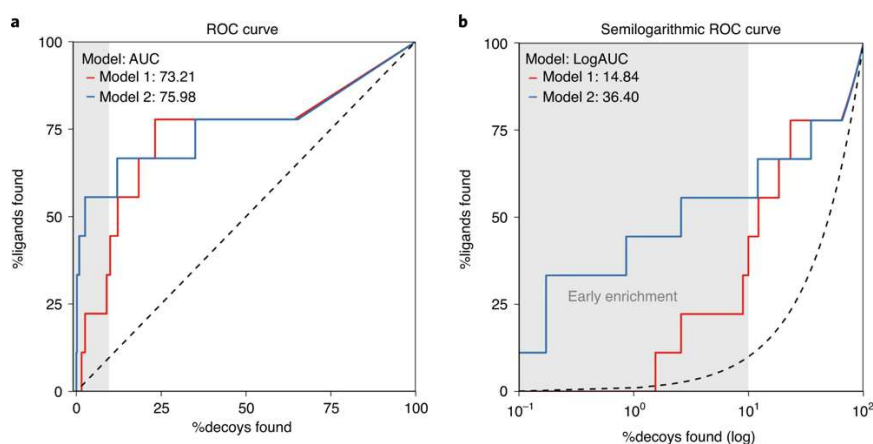 a
ROC curve
Model: AUC
Model 1: 73.21
Model 2: 75.98
100
75
50
25
0
%ligands found
0
25
50
75
100
%decoys found
b
Semilogarithmic ROC curve
Model: LogAUC
Model 1: 14.84
Model 2: 36.40
Early enrichment
100
75
50
25
0
%ligands found
10⁻¹
10⁰
10¹
10²
%decoys found (log)